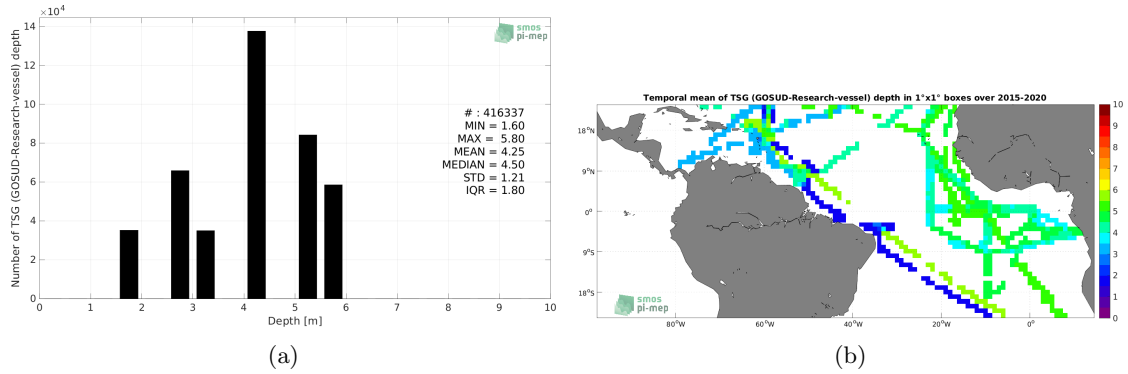 ×10⁴
14
12
10
8
6
4
2
0
Number of TSG (GOSUD-Research-vessel) depth
smos
pi-mep
# : 416337
MIN = 1.60
MAX = 5.80
MEAN = 4.25
MEDIAN = 4.50
STD = 1.21
IQR = 1.80
0 1 2 3 4 5 6 7 8 9 10
Depth [m]
(a)
Temporal mean of TSG (GOSUD-Research-vessel) depth in 1°x1° boxes over 2015-2020
18°N
9°N
0°
9°S
18°S
80°W 60°W 40°W 20°W 0°
smos
pi-mep
10
9
8
7
6
5
4
3
2
1
0
(b)